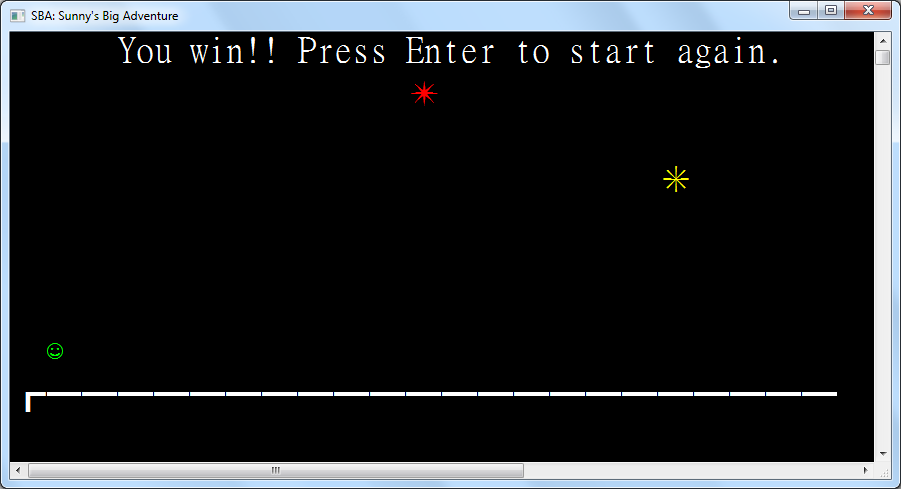 SBA: Sunny's Big Adventure
You win!! Press Enter to start again.